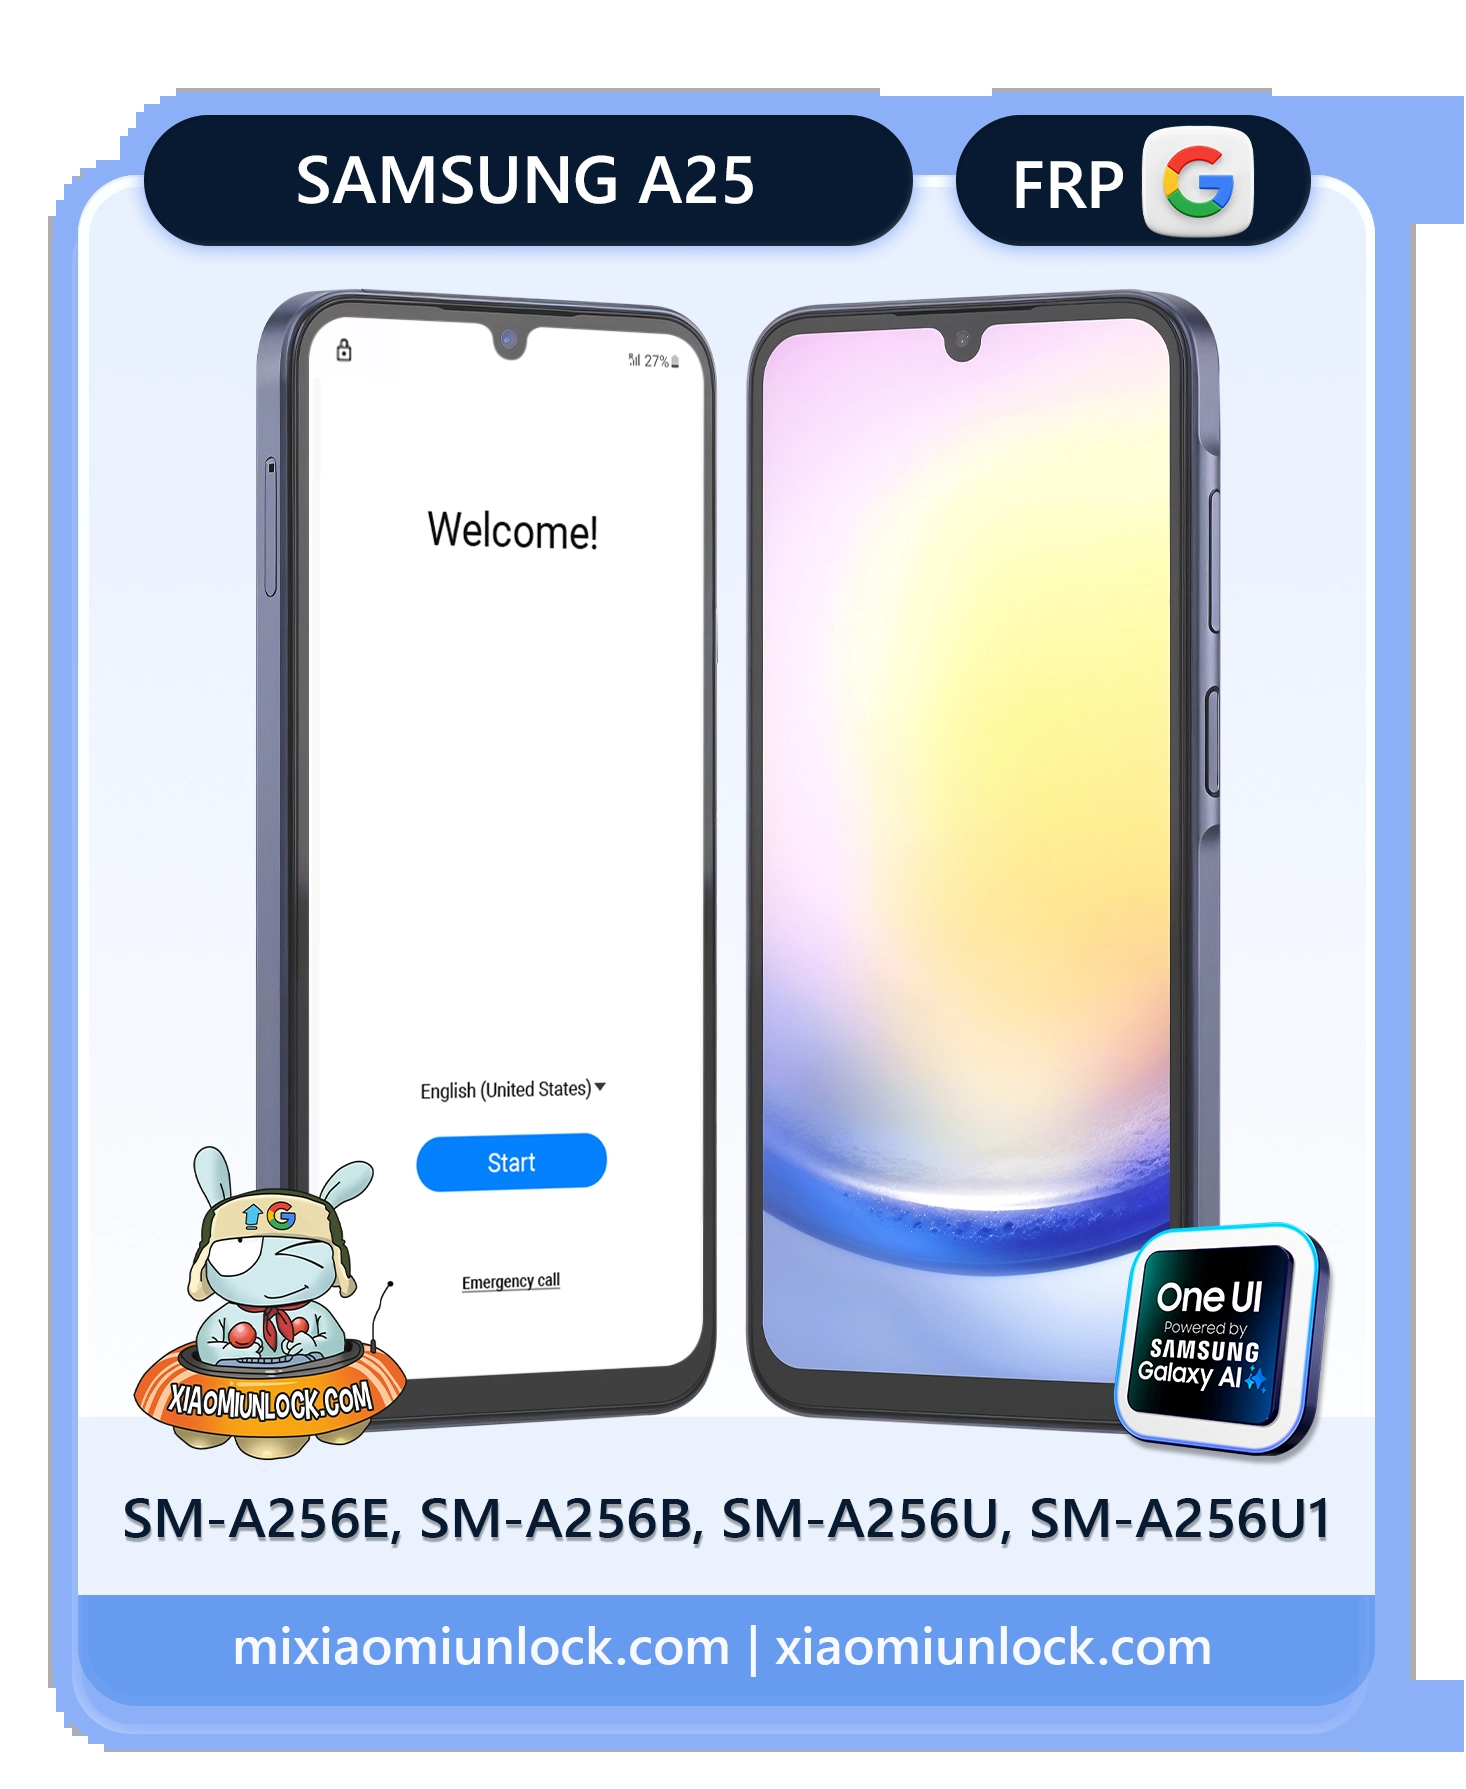 SAMSUNG A25
FRP G
27%
Welcome!
English (United States)
Start
Emergency call
G
XIAOMIUNLOCK.COM
One UI
Powered by
SAMSUNG
Galaxy AI
SM-A256E, SM-A256B, SM-A256U, SM-A256U1
mixiaomiunlock.com | xiaomiunlock.com